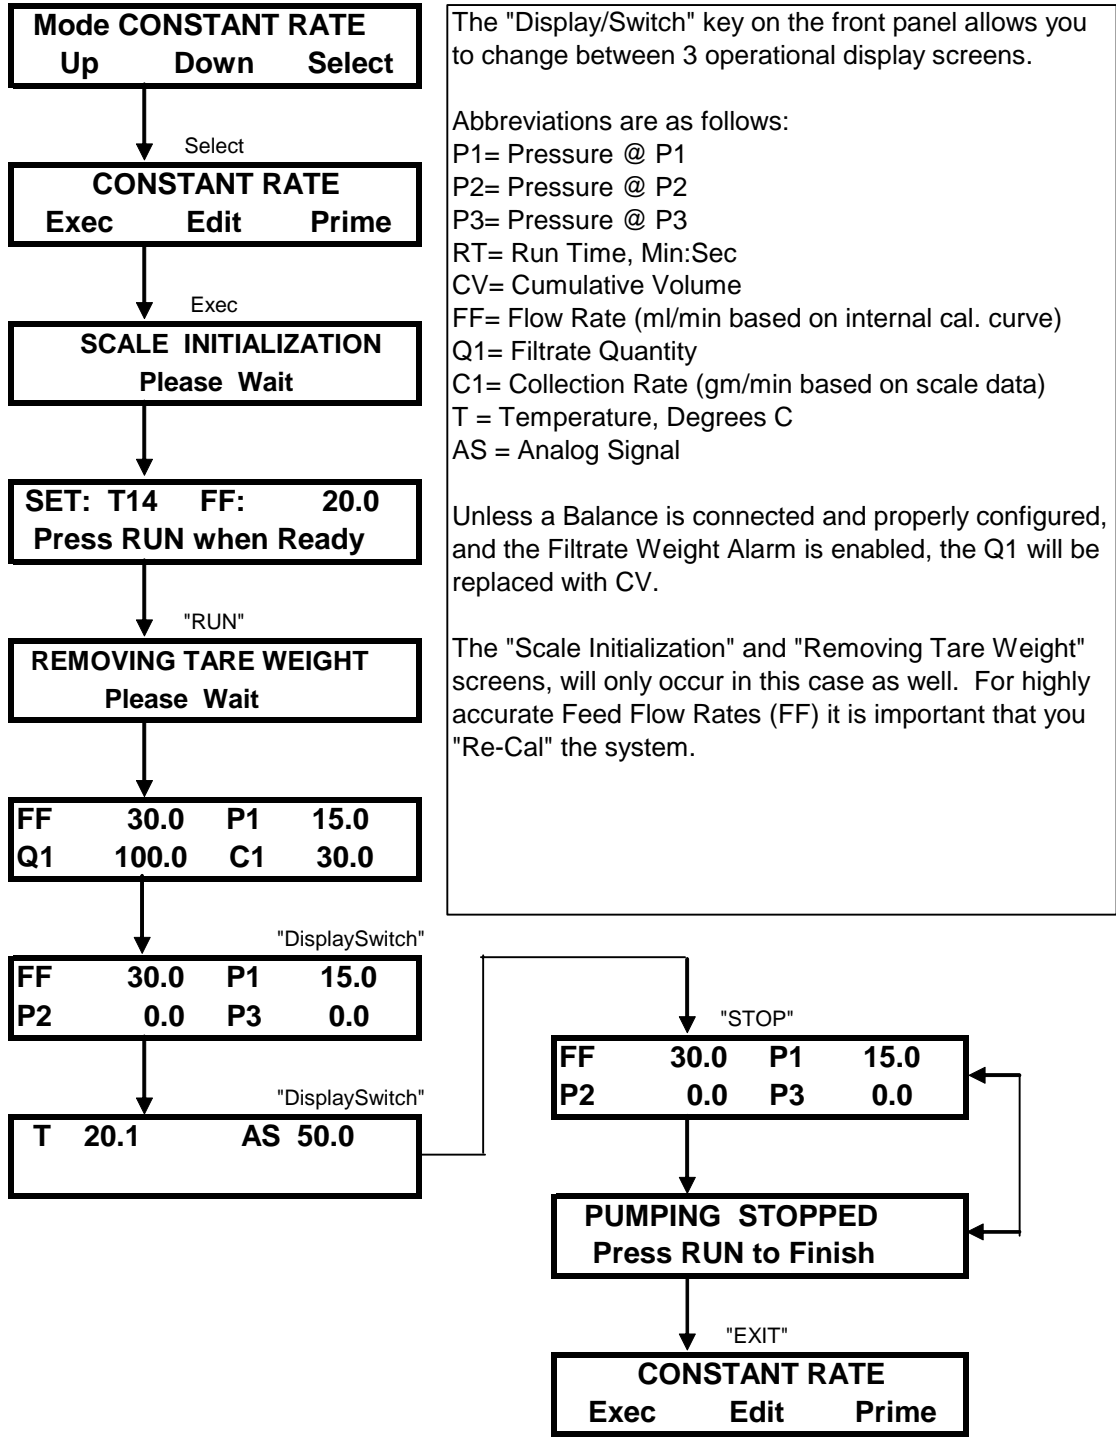 Mode CONSTANT RATE
Up Down Select
Select
CONSTANT RATE
Exec Edit Prime
Exec
SCALE INITIALIZATION
Please Wait
SET: T14 FF: 20.0
Press RUN when Ready
"RUN"
REMOVING TARE WEIGHT
Please Wait
FF 30.0 P1 15.0
Q1 100.0 C1 30.0
"DisplaySwitch"
FF 30.0 P1 15.0
P2 0.0 P3 0.0
"DisplaySwitch"
T 20.1 AS 50.0
The "Display/Switch" key on the front panel allows you
to change between 3 operational display screens.
Abbreviations are as follows:
P1= Pressure @ P1
P2= Pressure @ P2
P3= Pressure @ P3
RT= Run Time, Min:Sec
CV= Cumulative Volume
FF= Flow Rate (ml/min based on internal cal. curve)
Q1= Filtrate Quantity
C1= Collection Rate (gm/min based on scale data)
T = Temperature, Degrees C
AS = Analog Signal
Unless a Balance is connected and properly configured,
and the Filtrate Weight Alarm is enabled, the Q1 will be
replaced with CV.
The "Scale Initialization" and "Removing Tare Weight"
screens, will only occur in this case as well. For highly
accurate Feed Flow Rates (FF) it is important that you
"Re-Cal" the system.
"STOP"
FF 30.0 P1 15.0
P2 0.0 P3 0.0
PUMPING STOPPED
Press RUN to Finish
"EXIT"
CONSTANT RATE
Exec Edit Prime